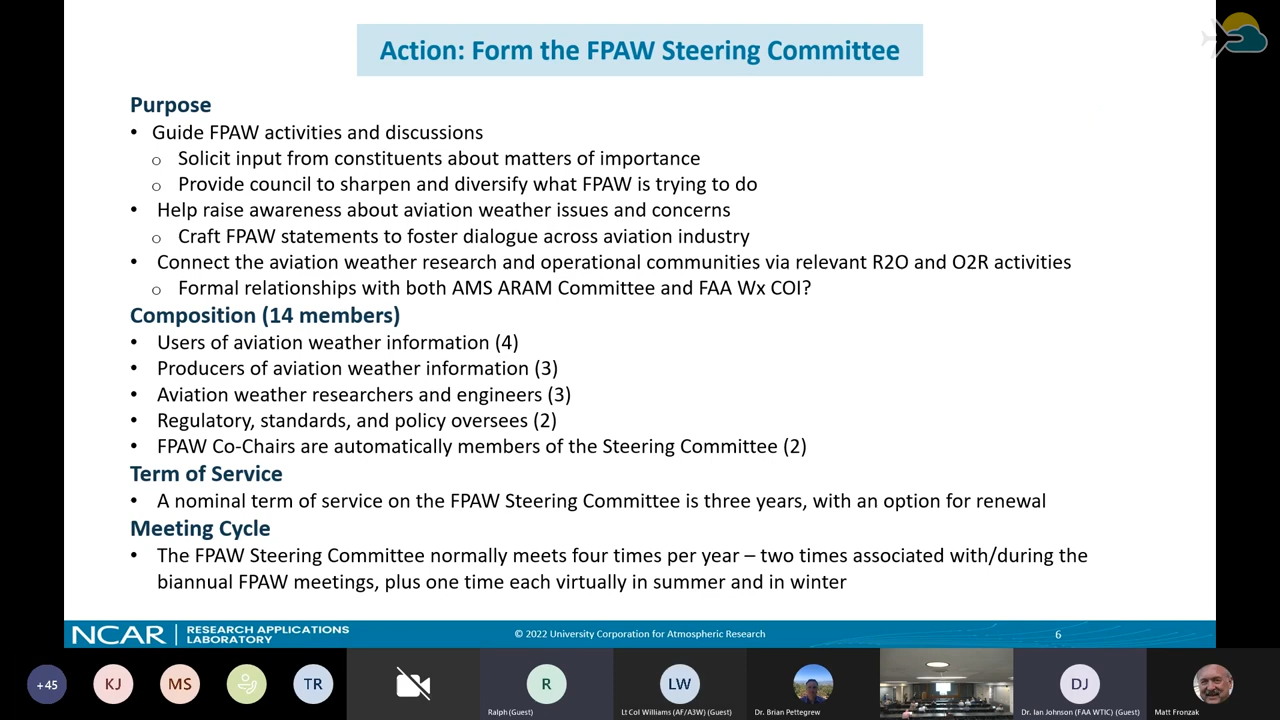 Action: Form the FPAW Steering Committee
Purpose
• Guide FPAW activities and discussions
o Solicit input from constituents about matters of importance
o Provide council to sharpen and diversify what FPAW is trying to do
• Help raise awareness about aviation weather issues and concerns
o Craft FPAW statements to foster dialogue across aviation industry
• Connect the aviation weather research and operational communities via relevant R2O and O2R activities
o Formal relationships with both AMS ARAM Committee and FAA Wx COI?
Composition (14 members)
• Users of aviation weather information (4)
• Producers of aviation weather information (3)
• Aviation weather researchers and engineers (3)
• Regulatory, standards, and policy oversees (2)
• FPAW Co-Chairs are automatically members of the Steering Committee (2)
Term of Service
• A nominal term of service on the FPAW Steering Committee is three years, with an option for renewal
Meeting Cycle
• The FPAW Steering Committee normally meets four times per year – two times associated with/during the
biannual FPAW meetings, plus one time each virtually in summer and in winter
NCAR
RESEARCH APPLICATIONS
LABORATORY
© 2022 University Corporation for Atmospheric Research
6
+45
KJ
MS
TR
R
Ralph (Guest)
LW
Lt Col Williams (AF/A3W) (Guest)
Dr. Brian Pettegrew
DJ
Dr. Ian Johnson (FAA WTIC) (Guest)
Matt Fronzak